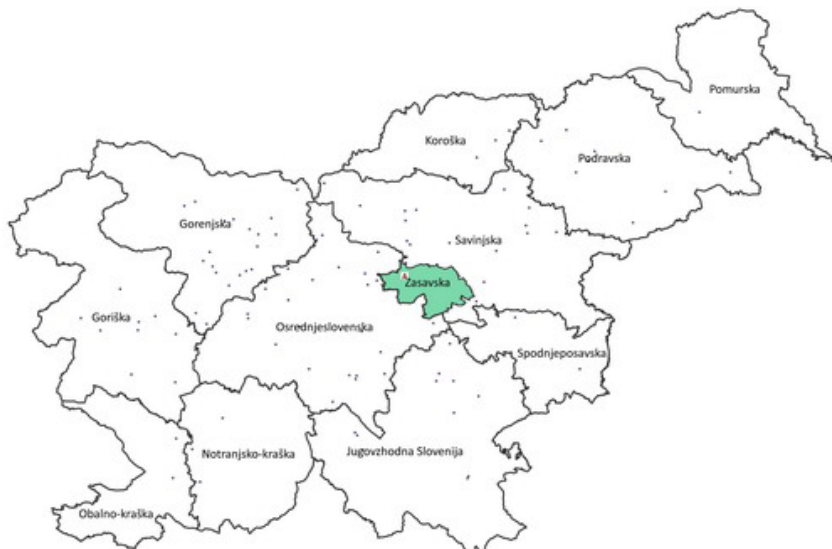 Pomurska
Koroška
Podravska
Gorenjska
Savinjska
Zasavska
Goriška
Osrednjeslovenska
Spodnjeposavska
Notranjsko-kraška
Jugovzhodna Slovenija
Obalno-kraška